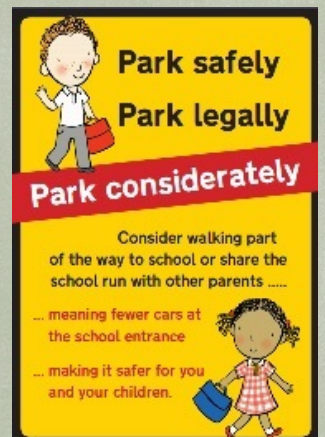 Park safely
Park legally
Park considerately
Consider walking part
of the way to school or share the
school run with other parents .....
... meaning fewer cars at
the school entrance
... making it safer for you
and your children.